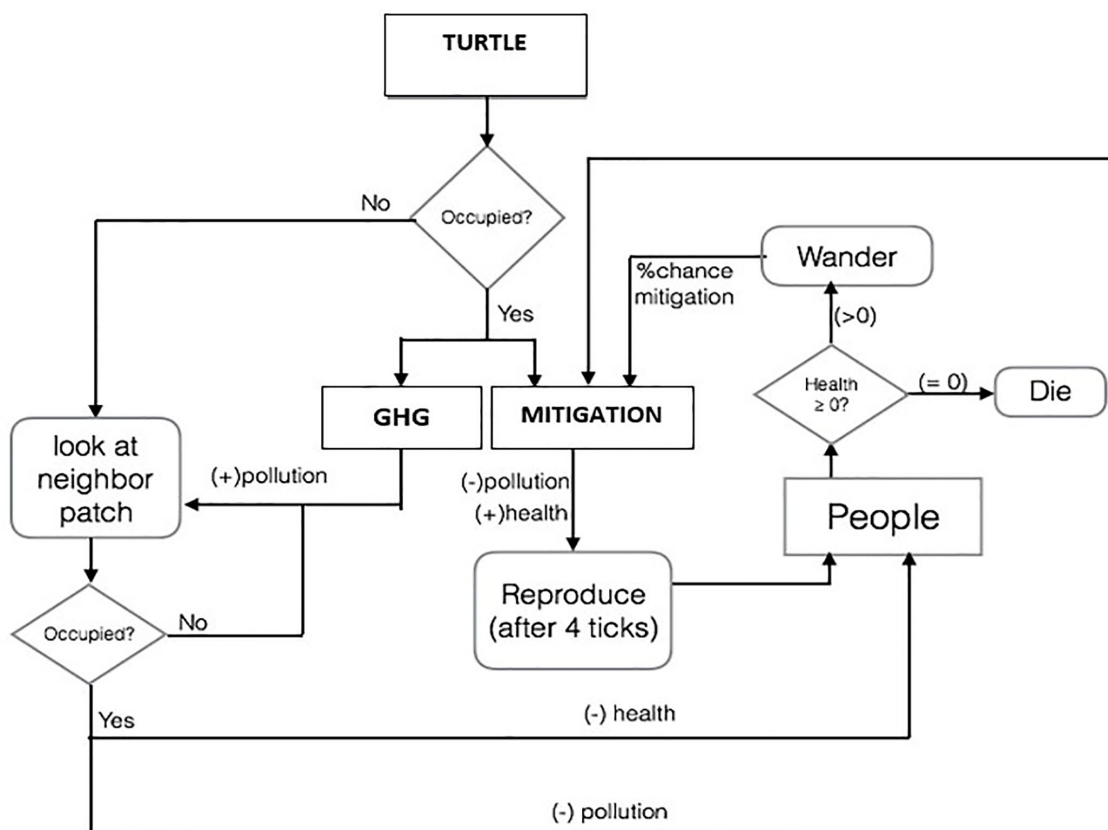 TURTLE
No
Occupied?
Yes
%chance
mitigation
Wander
(>0)
Health
≥ 0?
(= 0)
Die
GHG
MITIGATION
look at
neighbor
patch
(+)pollution
(-)pollution
(+)health
People
Reproduce
(after 4 ticks)
Occupied?
No
Yes
(-) health
(-) pollution